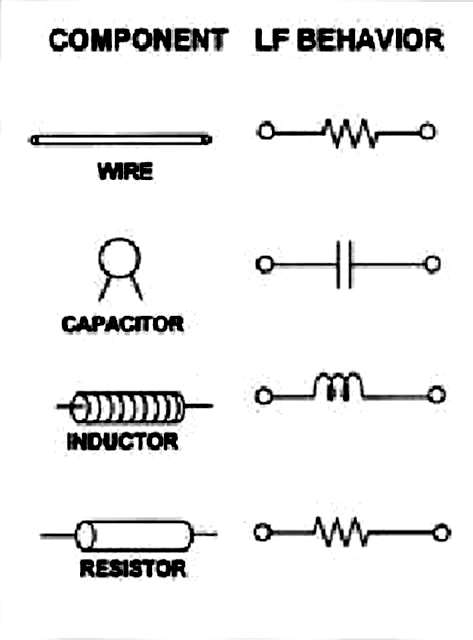 COMPONENT LF BEHAVIOR
WIRE
CAPACITOR
INDUCTOR
RESISTOR